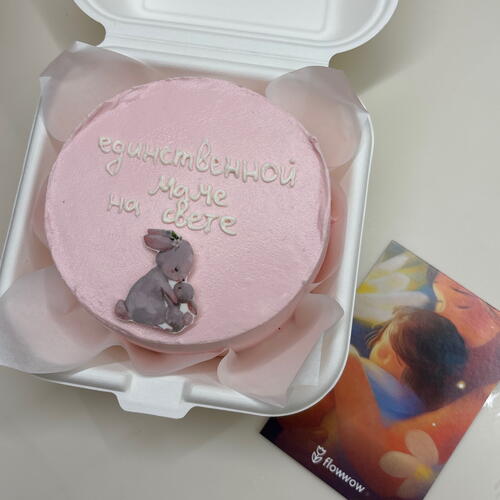 единственной
маме
на свете
flowwow